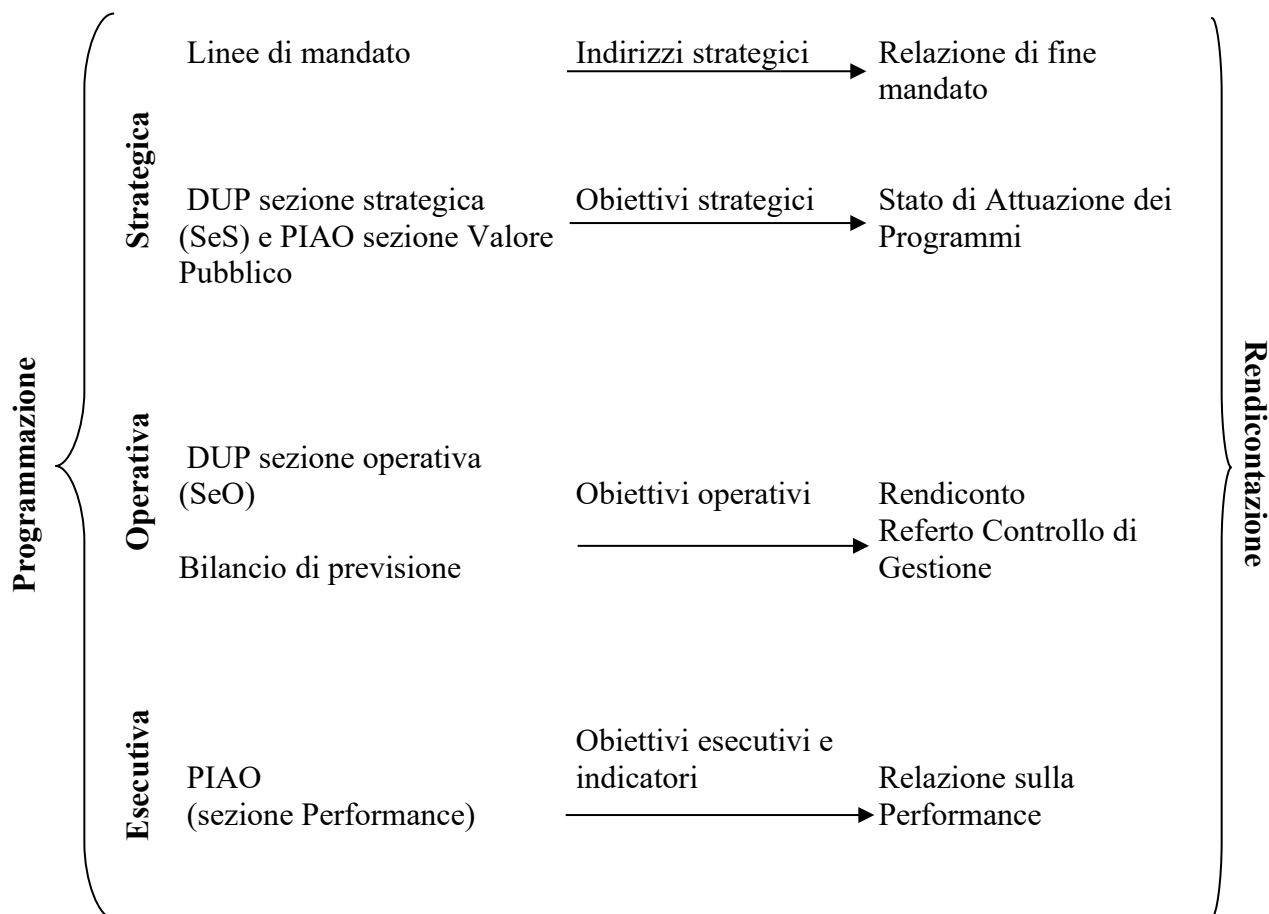 Programmazione
Strategica
Linee di mandato
Indirizzi strategici
Relazione di fine
mandato
DUP sezione strategica
(SeS) e PIAO sezione Valore
Pubblico
Obiettivi strategici
Stato di Attuazione dei
Programmi
Operativa
DUP sezione operativa
(SeO)
Bilancio di previsione
Obiettivi operativi
Rendiconto
Referto Controllo di
Gestione
Esecutiva
PIAO
(sezione Performance)
Obiettivi esecutivi e
indicatori
Relazione sulla
Performance
Rendicontazione